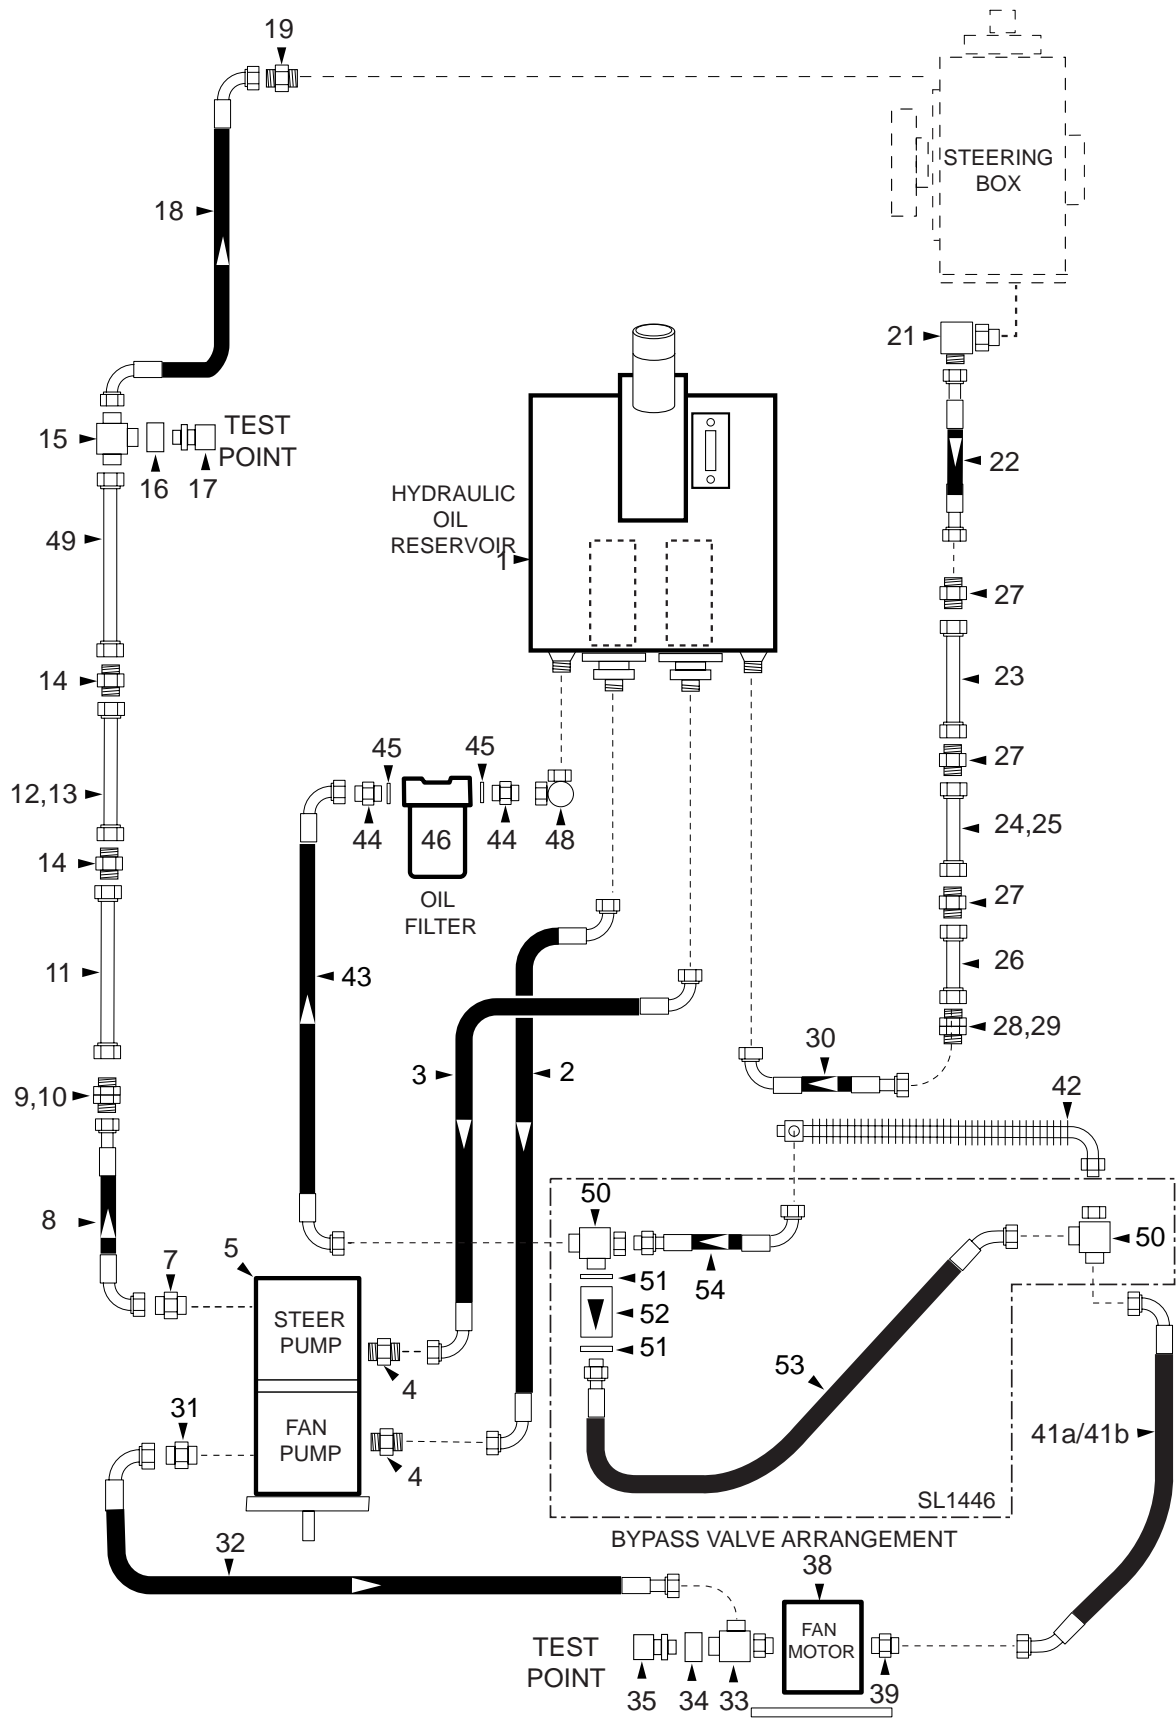 19
STEERING
BOX
18
21
15
TEST
POINT
16
17
22
HYDRAULIC
OIL
RESERVOIR
1
49
27
14
23
45
45
27
12,13
44
46
44
48
24,25
14
OIL
FILTER
27
11
43
26
3
2
30
28,29
9,10
42
50
8
7
5
50
51
54
52
51
STEER
PUMP
4
53
31
FAN
PUMP
4
41a/41b
SL1446
BYPASS VALVE ARRANGEMENT
32
38
FAN
MOTOR
TEST
POINT
35
34
33
39